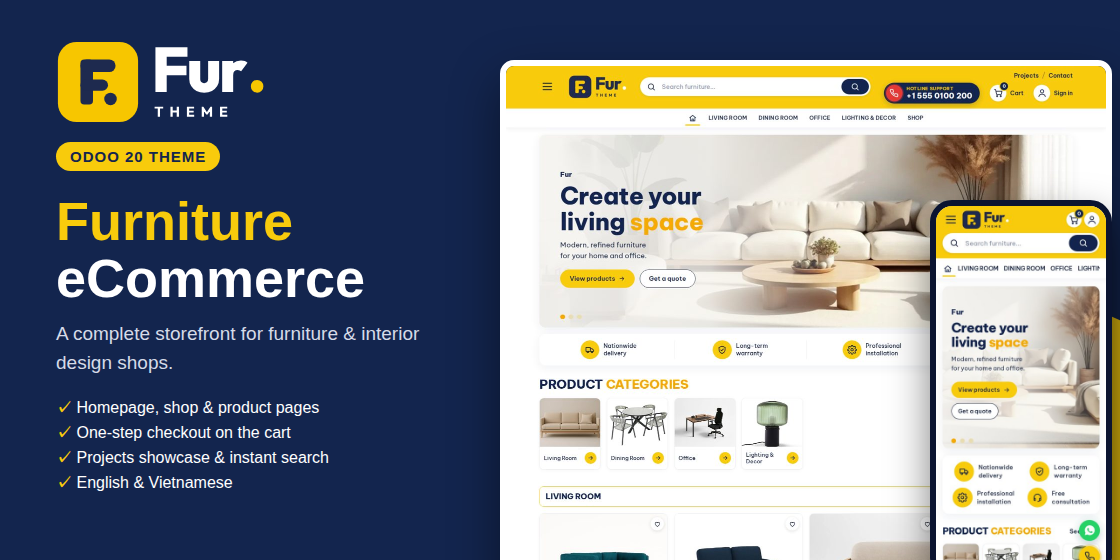 F.
Fur.
THEME
ODOO 20 THEME
Furniture
eCommerce
A complete storefront for furniture & interior
design shops.
✓ Homepage, shop & product pages
✓ One-step checkout on the cart
✓ Projects showcase & instant search
✓ English & Vietnamese
Projects / Contact
F. Fur.
THEME
Search furniture...
HOTLINE SUPPORT
+1 555 0100 200
0
Cart
Sign in
LIVING ROOM DINING ROOM OFFICE LIGHTING & DECOR SHOP
Fur
Create your
living space
Modern, refined furniture
for your home and office.
View products → Get a quote
Nationwide
delivery
Long-term
warranty
Professional
installation
PRODUCT CATEGORIES
Living Room
Dining Room
Office
Lighting &
Decor
LIVING ROOM
F. Fur.
THEME
0
Search furniture...
LIVING ROOM DINING ROOM OFFICE LIGHTIN
Fur
Create your
living space
Modern, refined furniture
for your home and office.
View products →
Get a quote
Nationwide
delivery
Long-term
warranty
Professional
installation
Free
consultation
PRODUCT CATEGORIES